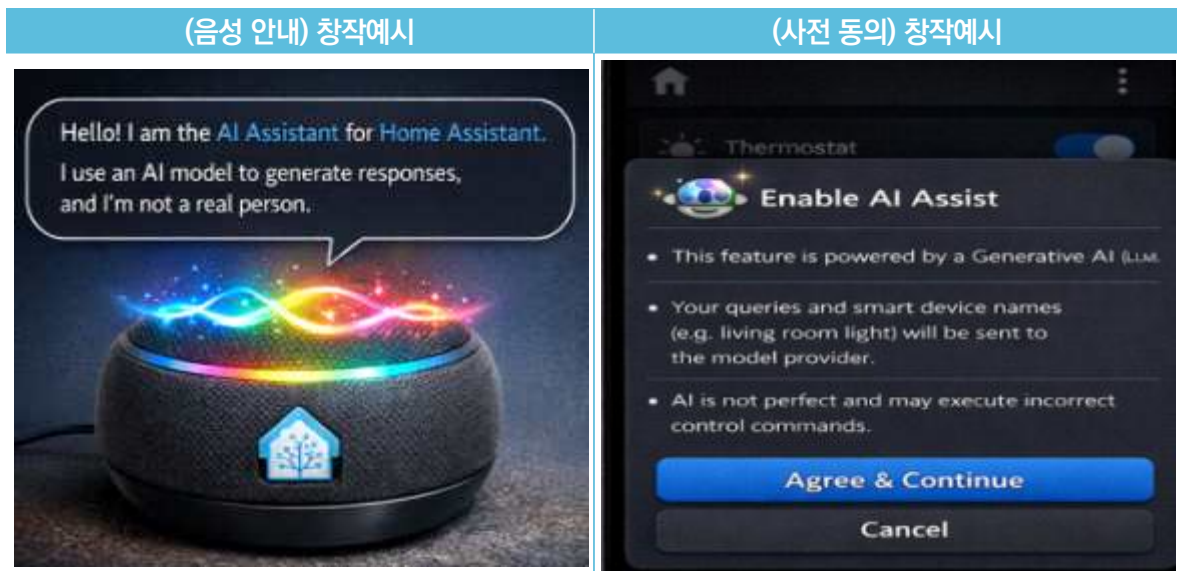 (음성 안내) 창작예시
(사전 동의) 창작예시
Hello! I am the AI Assistant for Home Assistant.
I use an AI model to generate responses,
and I'm not a real person.
Thermostat
Enable AI Assist
• This feature is powered by a Generative AI (LLM.
• Your queries and smart device names
(e.g. living room light) will be sent to
the model provider.
• AI is not perfect and may execute incorrect
control commands.
Agree & Continue
Cancel